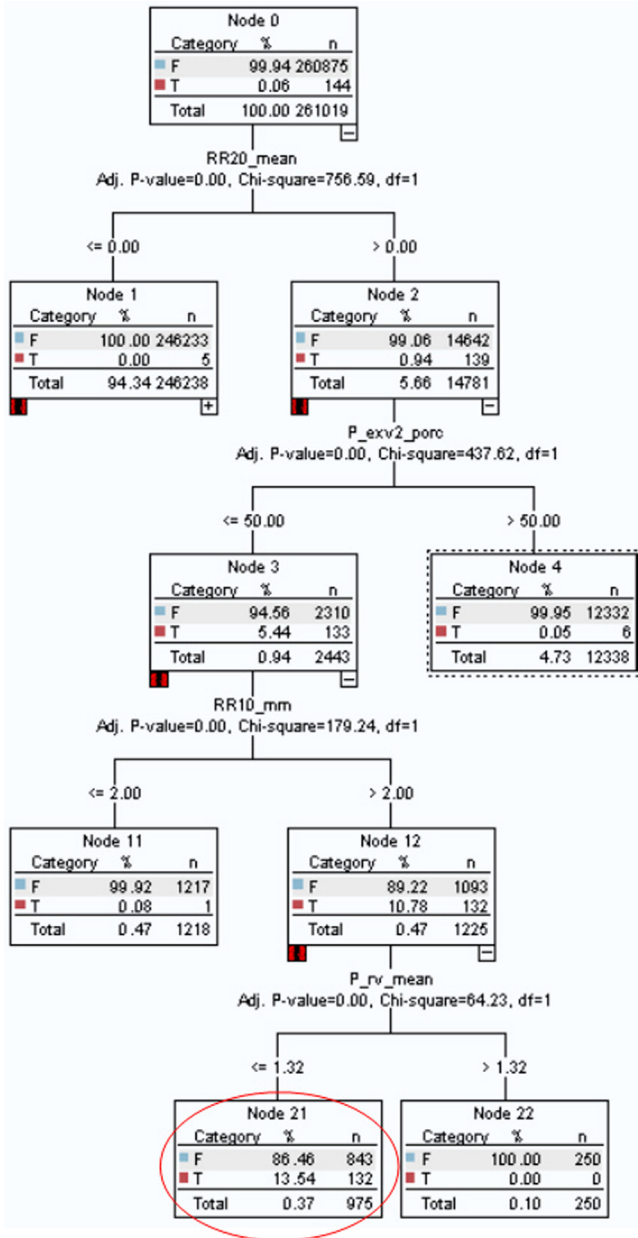 Node 0
Category % n
F 99.94 260875
T 0.06 144
Total 100.00 261019
RR20_mean
Adj. P-value=0.00, Chi-square=756.59, df=1
<= 0.00
> 0.00
Node 1
Category % n
F 100.00 246233
T 0.00 5
Total 94.34 246238
Node 2
Category % n
F 99.06 14642
T 0.94 139
Total 5.66 14781
P_exv2_porc
Adj. P-value=0.00, Chi-square=437.62, df=1
<= 50.00
> 50.00
Node 3
Category % n
F 94.56 2310
T 5.44 133
Total 0.94 2443
Node 4
Category % n
F 99.95 12332
T 0.05 6
Total 4.73 12338
RR10_mm
Adj. P-value=0.00, Chi-square=179.24, df=1
<= 2.00
> 2.00
Node 11
Category % n
F 99.92 1217
T 0.08 1
Total 0.47 1218
Node 12
Category % n
F 89.22 1093
T 10.78 132
Total 0.47 1225
P_rv_mean
Adj. P-value=0.00, Chi-square=64.23, df=1
<= 1.32
> 1.32
Node 21
Category % n
F 86.46 843
T 13.54 132
Total 0.37 975
Node 22
Category % n
F 100.00 250
T 0.00 0
Total 0.10 250